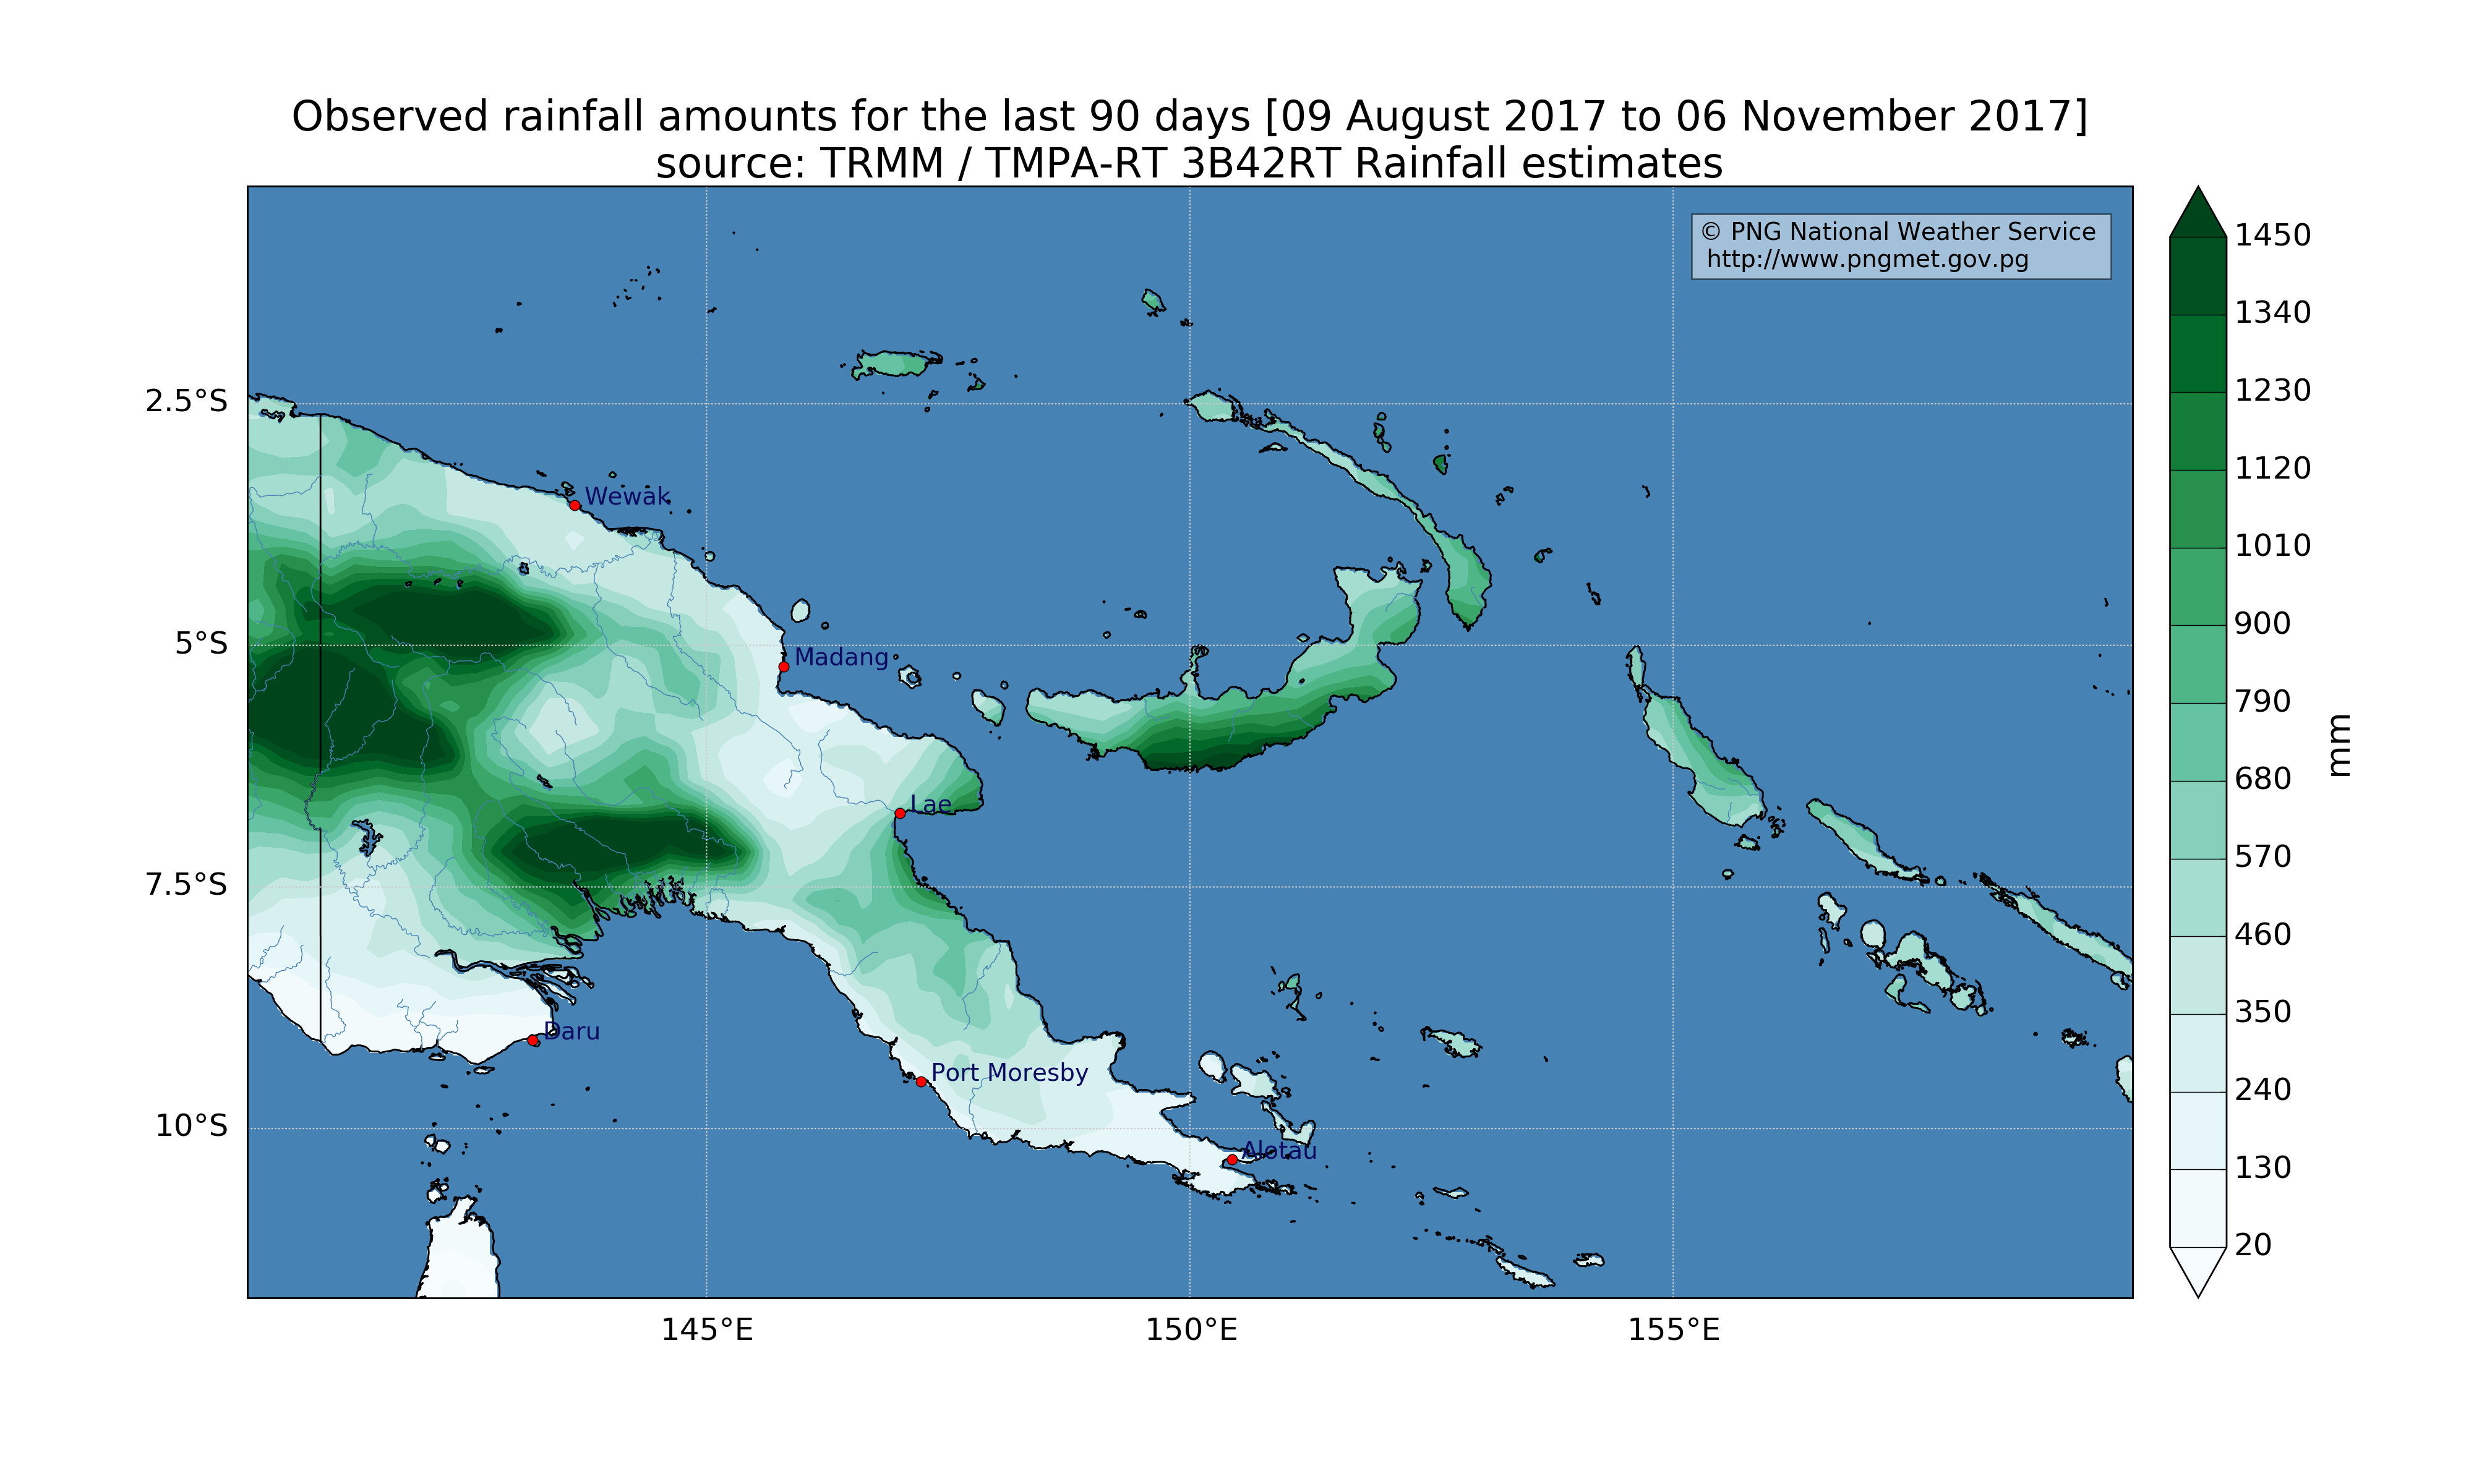 Observed rainfall amounts for the last 90 days [09 August 2017 to 06 November 2017]
source: TRMM / TMPA-RT 3B42RT Rainfall estimates
© PNG National Weather Service
http://www.pngmet.gov.pg
2.5°S
5°S
7.5°S
10°S
Wewak
Madang
Lae
Daru
Port Moresby
Alotau
145°E
150°E
155°E
1450
1340
1230
1120
1010
900
790
680
570
460
350
240
130
20
mm